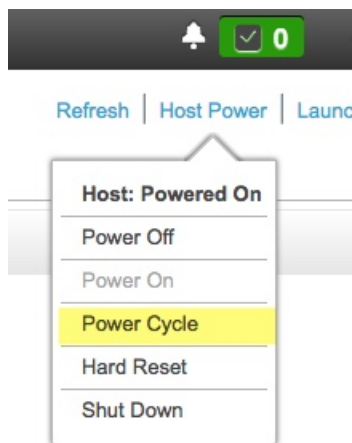 0
Refresh | Host Power | Launc
Host: Powered On
Power Off
Power On
Power Cycle
Hard Reset
Shut Down